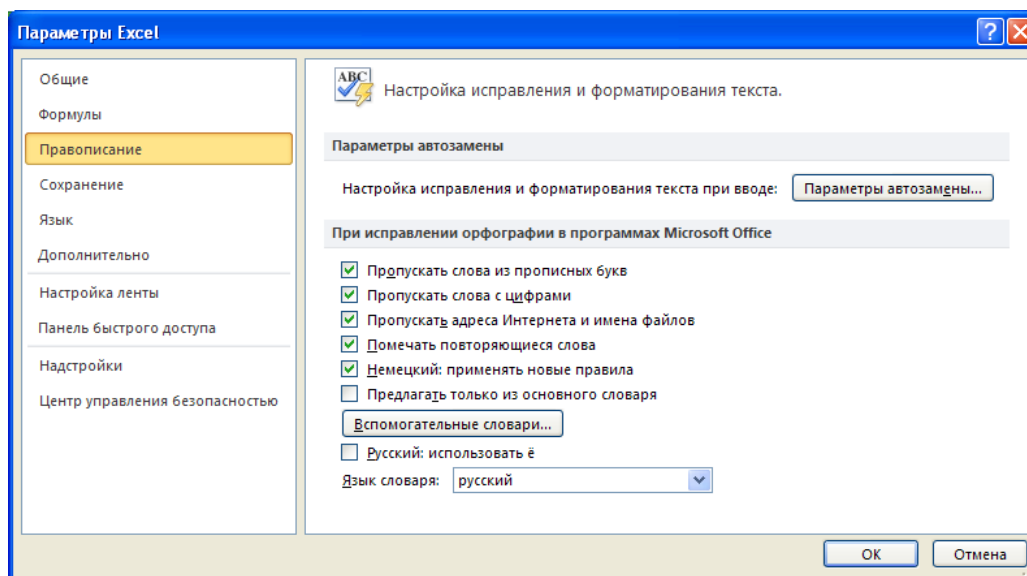 Параметры Excel
Общие
Формулы
Правописание
Сохранение
Язык
Дополнительно
Настройка ленты
Панель быстрого доступа
Надстройки
Центр управления безопасностью
ABC
Настройка исправления и форматирования текста.
Параметры автозамены
Настройка исправления и форматирования текста при вводе: Параметры автозамены...
При исправлении орфографии в программах Microsoft Office
Пропускать слова из прописных букв
Пропускать слова с цифрами
Пропускать адреса Интернета и имена файлов
Помечать повторяющиеся слова
Немецкий: применять новые правила
Предлагать только из основного словаря
Вспомогательные словари...
Русский: использовать ё
Язык словаря: русский
ОК Отмена